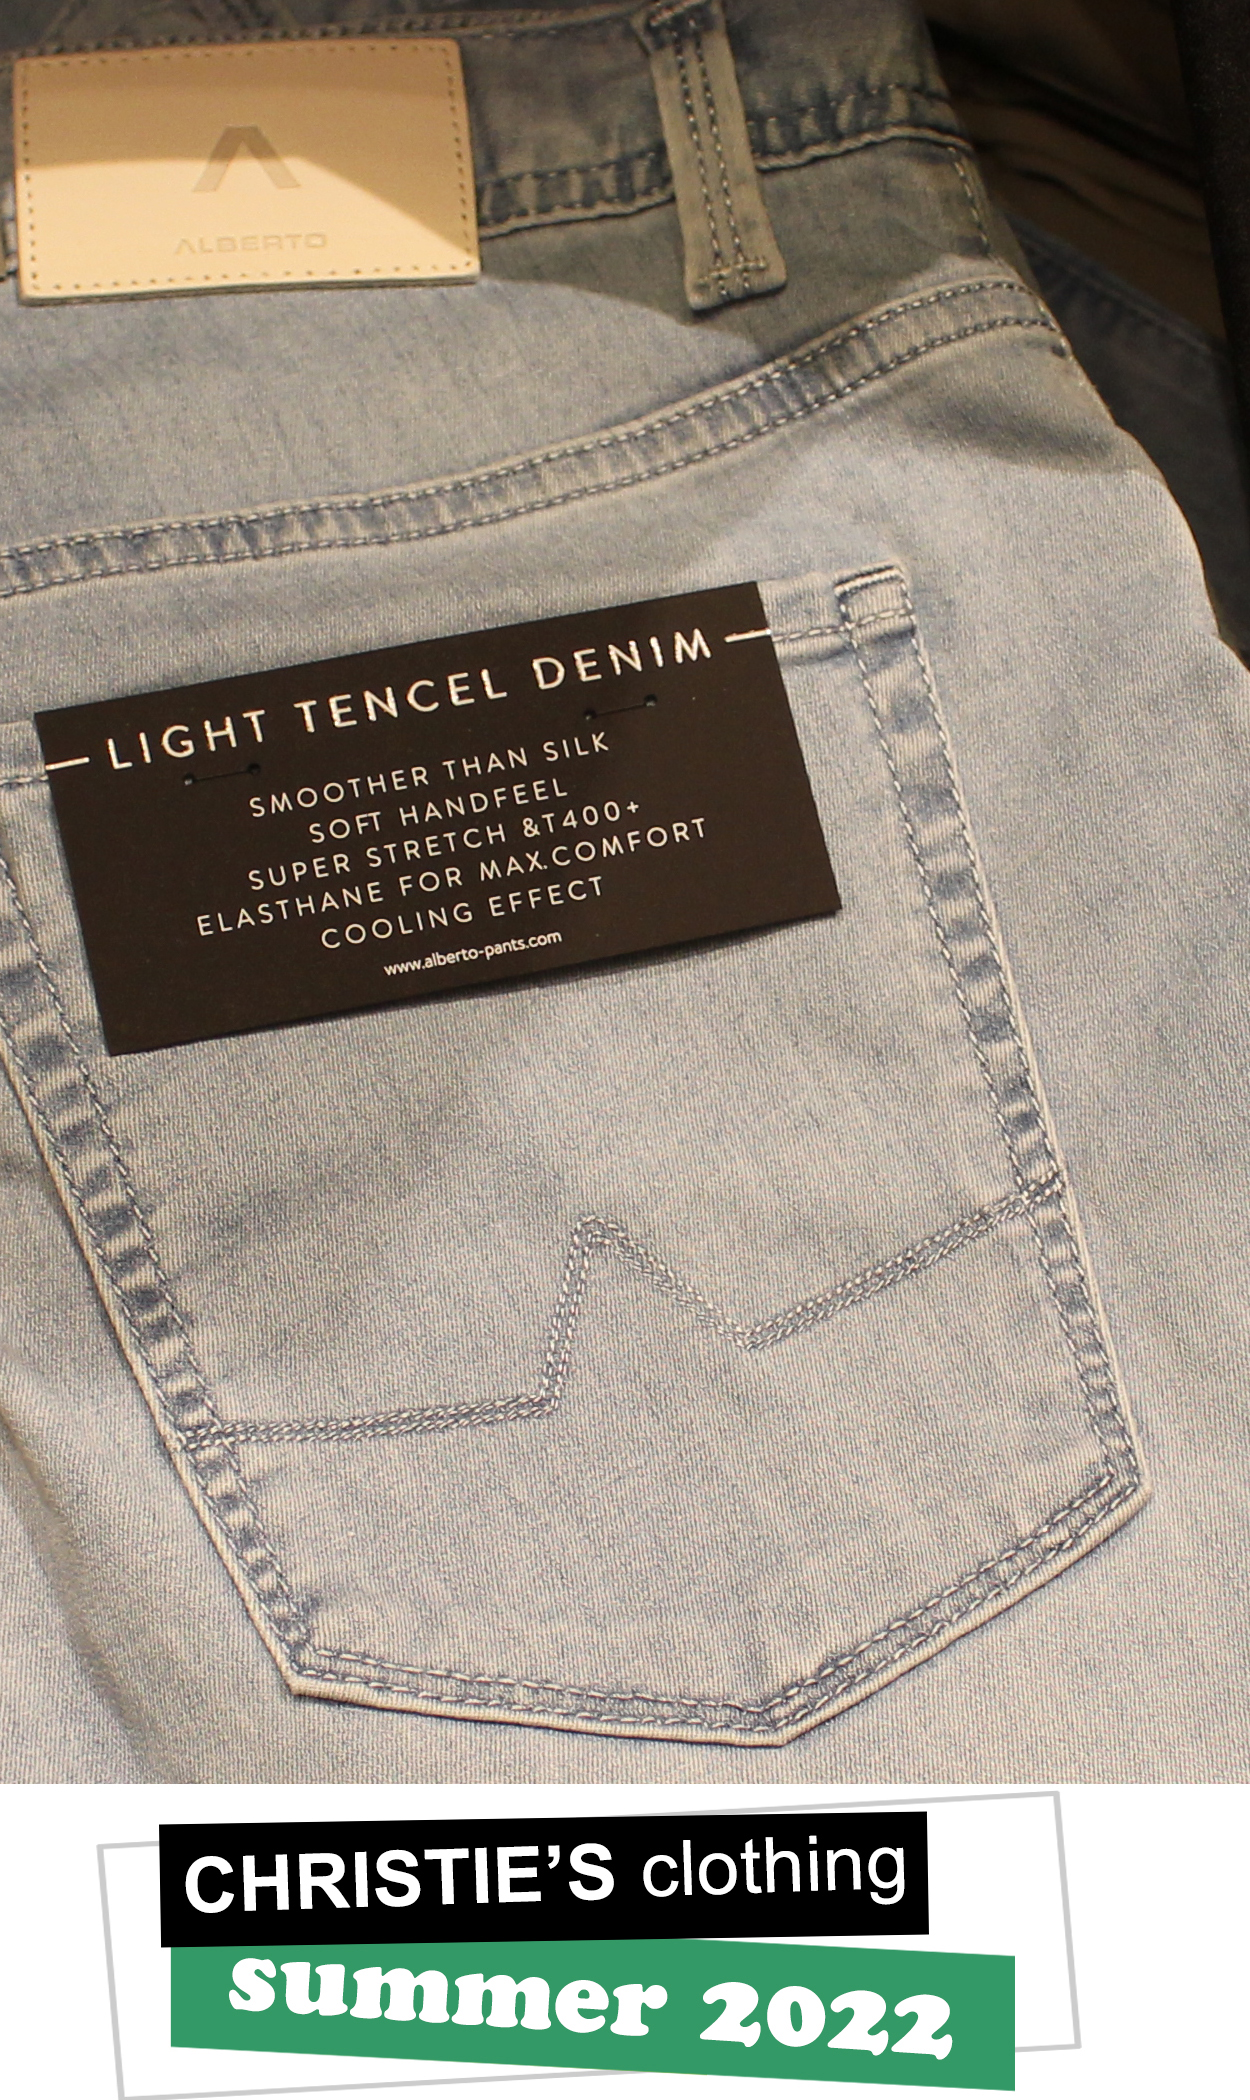 ALBERTO
LIGHT TENCEL DENIM
SMOOTHER THAN SILK
SOFT HANDFEEL
SUPER STRETCH &T400+
ELASTHANE FOR MAX.COMFORT
COOLING EFFECT
www.alberto-pants.com
CHRISTIE’S clothing
summer 2022